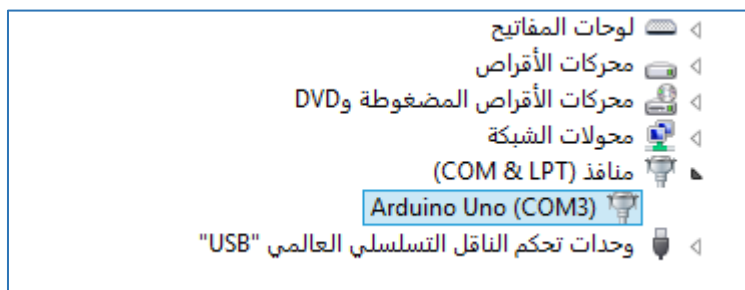 لوحات المفاتيح
محركات الأقراص
محركات الأقراص المضغوطة وDVD
محولات الشبكة
منافذ (COM & LPT)
Arduino Uno (COM3)
وحدات تحكم الناقل التسلسلي العالمي "USB"